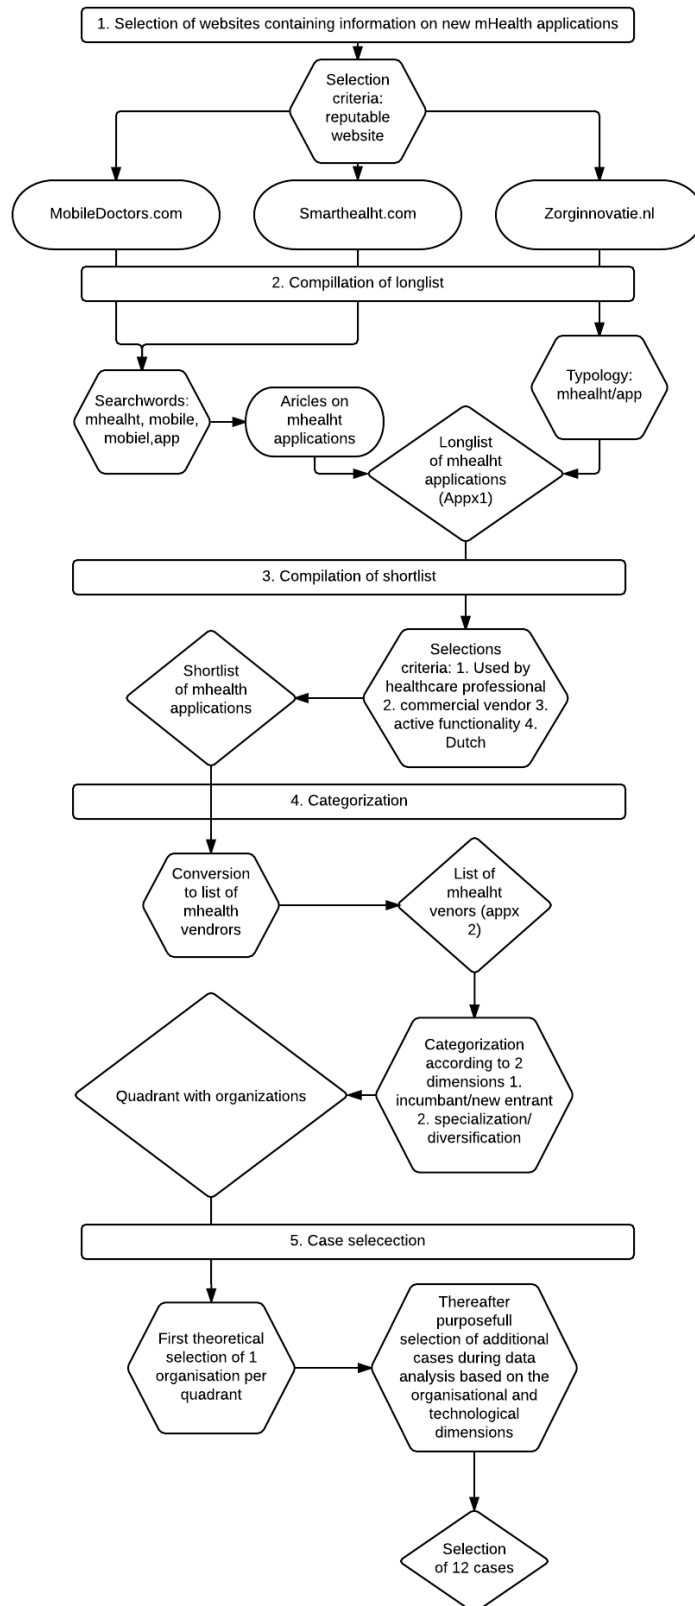 1. Selection of websites containing information on new mHealth applications
Selection
criteria:
reputable
website
MobileDoctors.com
Smarthealht.com
Zorginnovatie.nl
2. Compillation of longlist
Searchwords:
mhealht, mobile,
mobiel,app
Aricles on
mhealht
applications
Typology:
mhealht/app
Longlist
of mhealht
applications
(Appx1)
3. Compilation of shortlist
Shortlist
of mhealth
applications
Selections
criteria: 1. Used by
healthcare professional
2. commercial vendor 3.
active functionality 4.
Dutch
4. Categorization
Conversion
to list of
mhealth
vendrors
List of
mhealht
venors (appx
2)
Categorization
according to 2
dimensions 1.
incumbant/new entrant
2. specialization/
diversification
Quadrant with organizations
5. Case selecection
First theoretical
selection of 1
organisation per
quadrant
Thereafter
purposefull
selection of additional
cases during data
analysis based on the
organisational and
technological
dimensions
Selection
of 12 cases